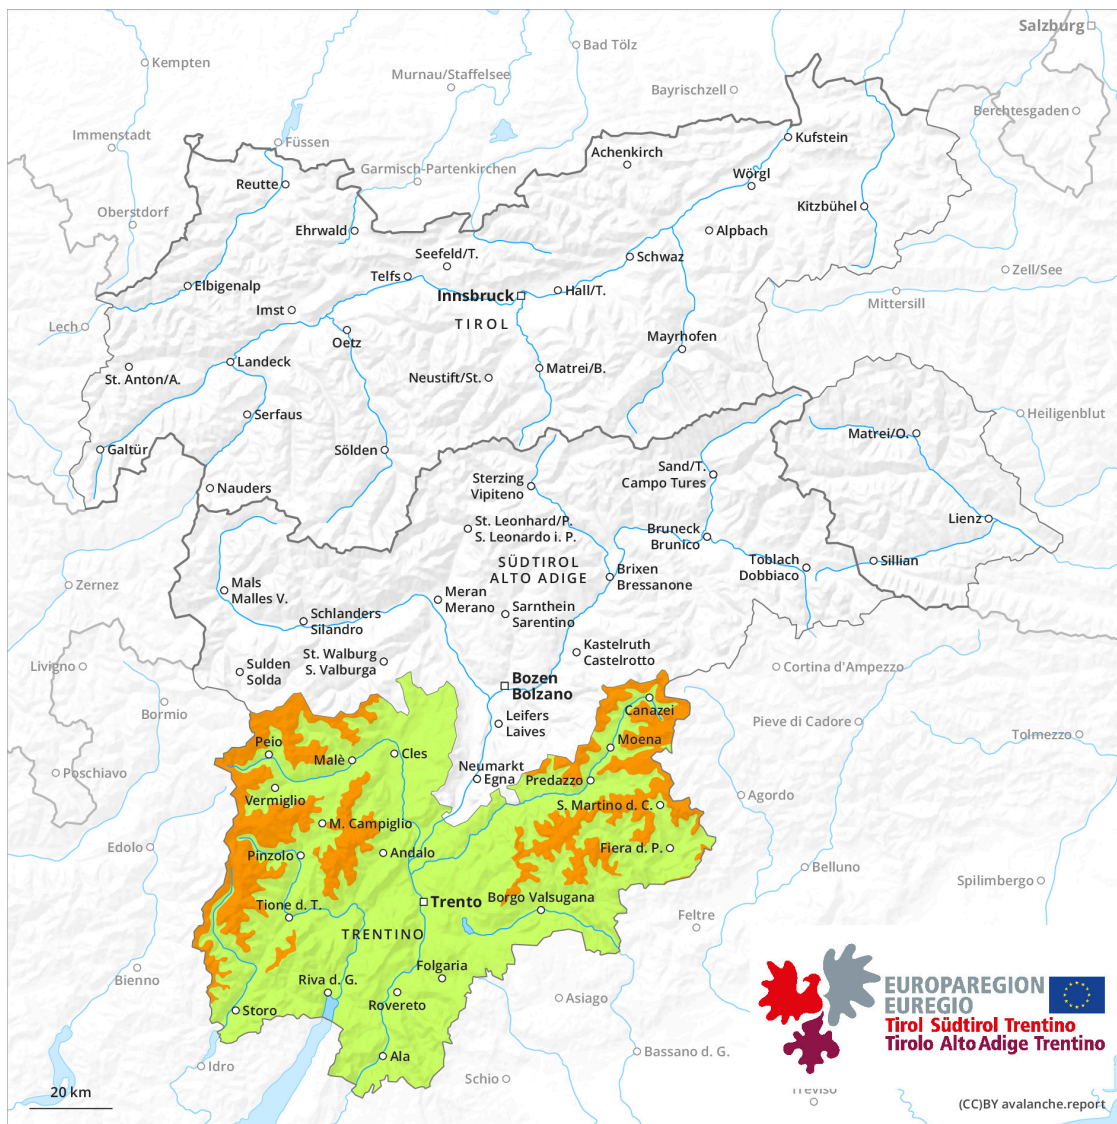 Salzburg
Bad Tölz
Kempten
Murnau/Staffelsee
Bayrischzell
Berchtesgaden
Immenstadt
Füssen
Kufstein
Achenkirch
Garmisch-Partenkirchen
Wörgl
Reutte
Kitzbühel
Oberstdorf
Ehrwald
Alpbach
Seefeld/T.
Schwaz
Telfs
Zell/See
Elbigenalp
Hall/T.
Innsbruck
Mittersill
Imst
TIROL
Lech
Oetz
Mayrhofen
Landeck
Matrei/B.
St. Anton/A.
Neustift/St.
Serfaus
Heiligenblut
Matrei/O.
Galtür
Sölden
Sand/T.
Campo Tures
Sterzing
Vipiteno
Nauders
Lienz
St. Leonhard/P.
S. Leonardo i. P.
Bruneck
Brunico
SÜDTIROL
ALTO ADIGE
Toblach
Dobbiaco
Sillian
Brixen
Bressanone
Zernez
Mals
Malles V.
Meran
Merano
Sarnthein
Sarentino
Schlanders
Silandro
Kastelruth
Castelrotto
St. Walburg
S. Valburga
Livigno
Sulden
Solda
Cortina d'Ampezzo
Bozen
Bolzano
Canazei
Bormio
Leifers
Laives
Pieve di Cadore
Tolmezzo
Peio
Moena
Malè
Cles
Neumarkt
Egna
Predazzo
Poschiavo
Vermiglio
Agordo
S. Martino d. C.
M. Campiglio
Edolo
Pinzolo
Andalo
Fiera d. P.
Belluno
Spilimbergo
Tione d. T.
Trento
Borgo Valsugana
Feltre
TRENTINO
Folgaria
Bienno
Riva d. G.
EUROPAREGION
EUREGIO
Tirol Südtirol Trentino
Tirolo Alto Adige Trentino
Storo
Rovereto
Asiago
Ala
Bassano d. G.
Idro
Schio
Treviso
20 km
(CC)BY avalanche.report